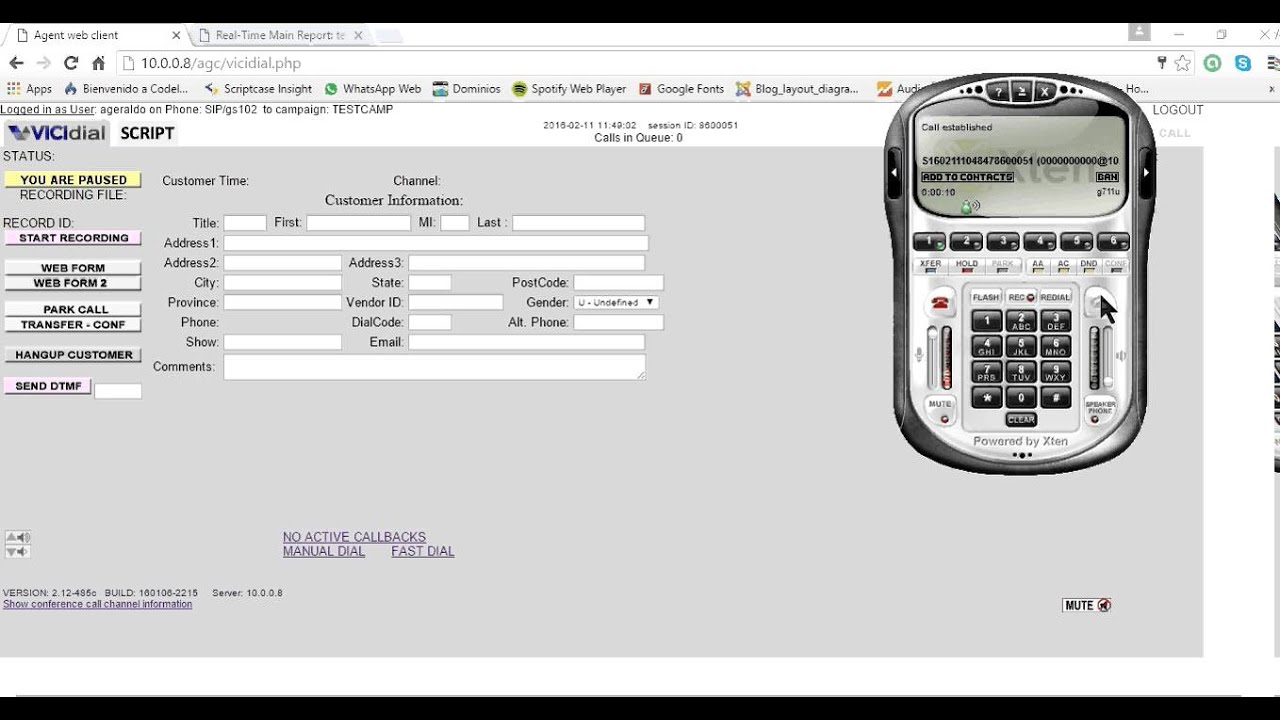 Agent web client
Real-Time Main Report: te
10.0.0.8/agc/vicidial.php
Apps Bienvenido a Codel... Scriptcase Insight WhatsApp Web Dominios Spotify Web Player Google Fonts Blog_layout_diagra... Ho...
Logged in as User: ageraldo on Phone: SIP/gs102 to campaign: TESTCAMP LOGOUT
VICIdial SCRIPT 2016-02-11 11:49:02 session ID: 8600051
Calls in Queue: 0 CALL
STATUS:
YOU ARE PAUSED Customer Time: Channel:
RECORDING FILE:
Customer Information:
RECORD ID: Title: First: MI: Last :
START RECORDING Address1:
WEB FORM Address2: Address3:
WEB FORM 2 City: State: PostCode:
PARK CALL Province: Vendor ID: Gender: U - Undefined
TRANSFER - CONF Phone: DialCode: Alt. Phone:
HANGUP CUSTOMER Show: Email:
Comments:
SEND DTMF
NO ACTIVE CALLBACKS
MANUAL DIAL FAST DIAL
VERSION: 2.12-485c BUILD: 160106-2215 Server: 10.0.0.8
Show conference call channel information
MUTE
? X
Call established
S1602111048478600051 (0000000000@10
Xten
ADD TO CONTACTS BAN
0:00:10 g711u
1 2 3 4 5 6
XFER HOLD PARK AA AC DND CONF
FLASH REC REDIAL
1 2 ABC 3 DEF
4 GHI 5 JKL 6 MNO
7 PRS 8 TUV 9 WXY
* 0 #
MUTE SPEAKER PHONE
CLEAR
Powered by Xten